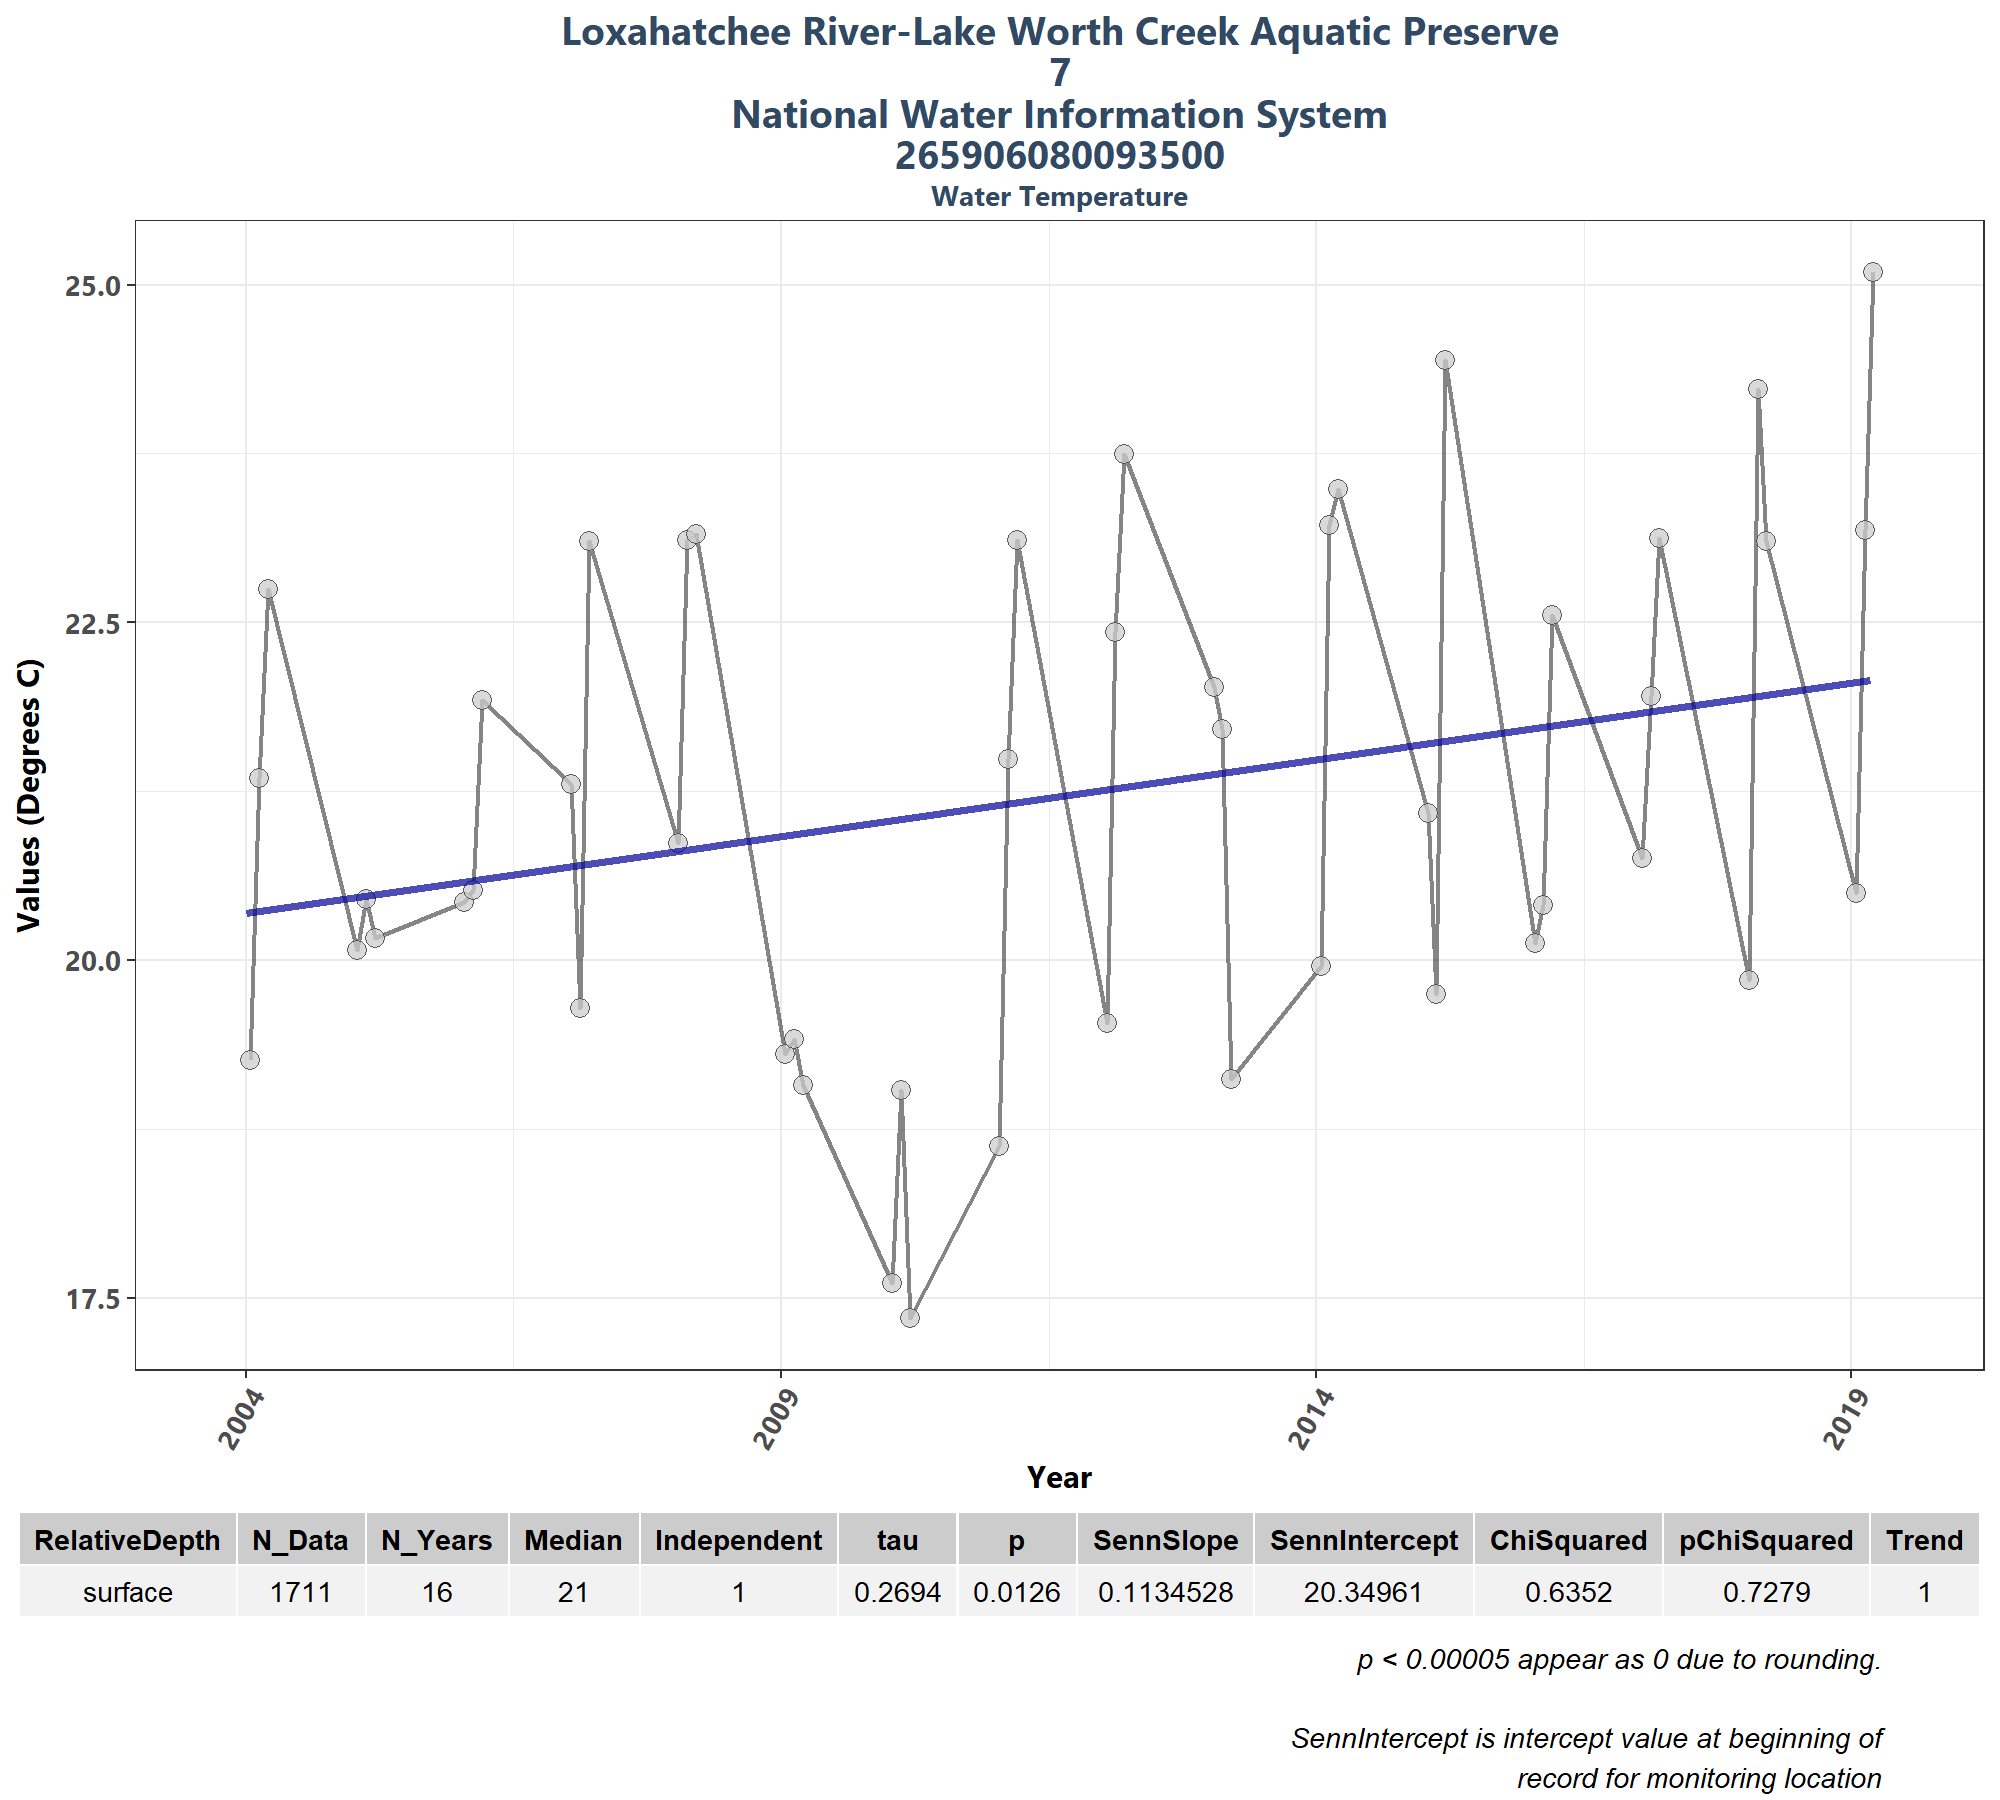 Loxahatchee River-Lake Worth Creek Aquatic Preserve
7
National Water Information System
265906080093500
Water Temperature
25.0
22.5
20.0
17.5
Values (Degrees C)
2004 2009 2014 2019
Year
RelativeDepth N_Data N_Years Median Independent tau p SennSlope SennIntercept ChiSquared pChiSquared Trend
surface 1711 16 21 1 0.2694 0.0126 0.1134528 20.34961 0.6352 0.7279 1
p < 0.00005 appear as 0 due to rounding.
SennIntercept is intercept value at beginning of
record for monitoring location